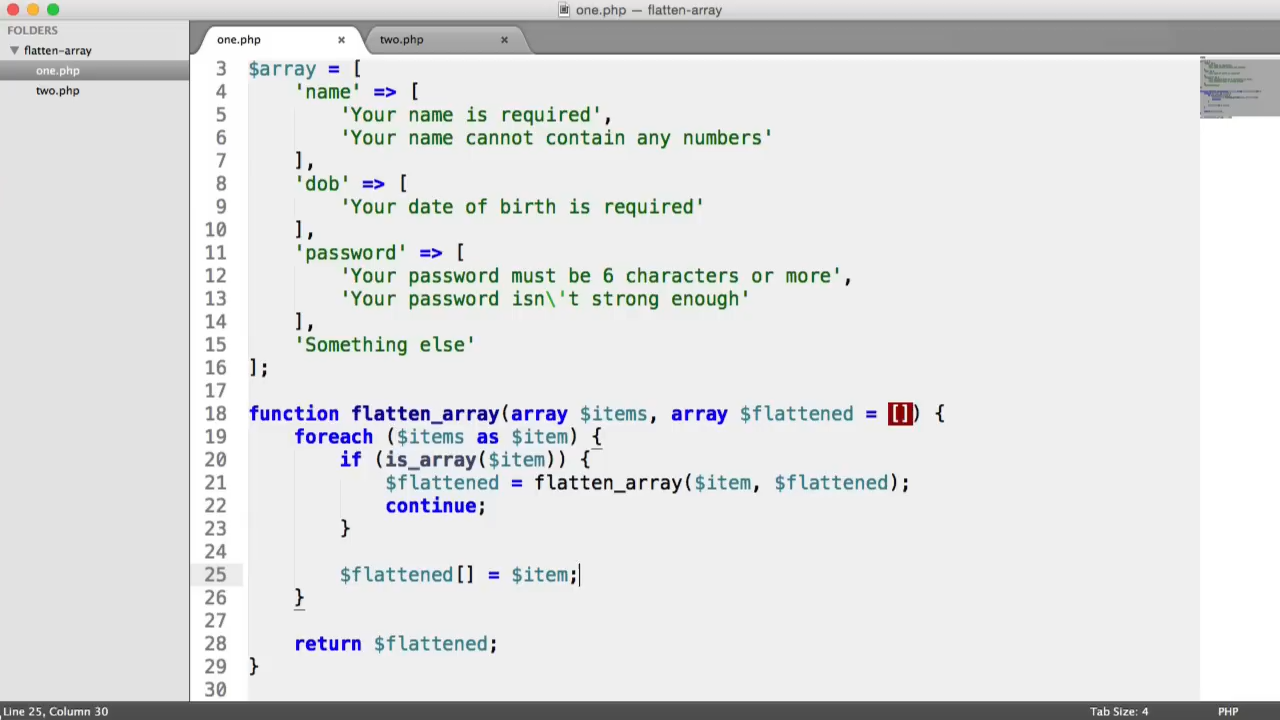 one.php — flatten-array
FOLDERS
flatten-array
one.php
two.php
one.php ×
two.php ×
3 $array = [
4     'name' => [
5         'Your name is required',
6         'Your name cannot contain any numbers'
7     ],
8     'dob' => [
9         'Your date of birth is required'
10     ],
11     'password' => [
12         'Your password must be 6 characters or more',
13         'Your password isn\'t strong enough'
14     ],
15     'Something else'
16 ];
17
18 function flatten_array(array $items, array $flattened = []) {
19     foreach ($items as $item) {
20         if (is_array($item)) {
21             $flattened = flatten_array($item, $flattened);
22             continue;
23         }
24
25         $flattened[] = $item;
26     }
27
28     return $flattened;
29 }
30
Line 25, Column 30
Tab Size: 4
PHP